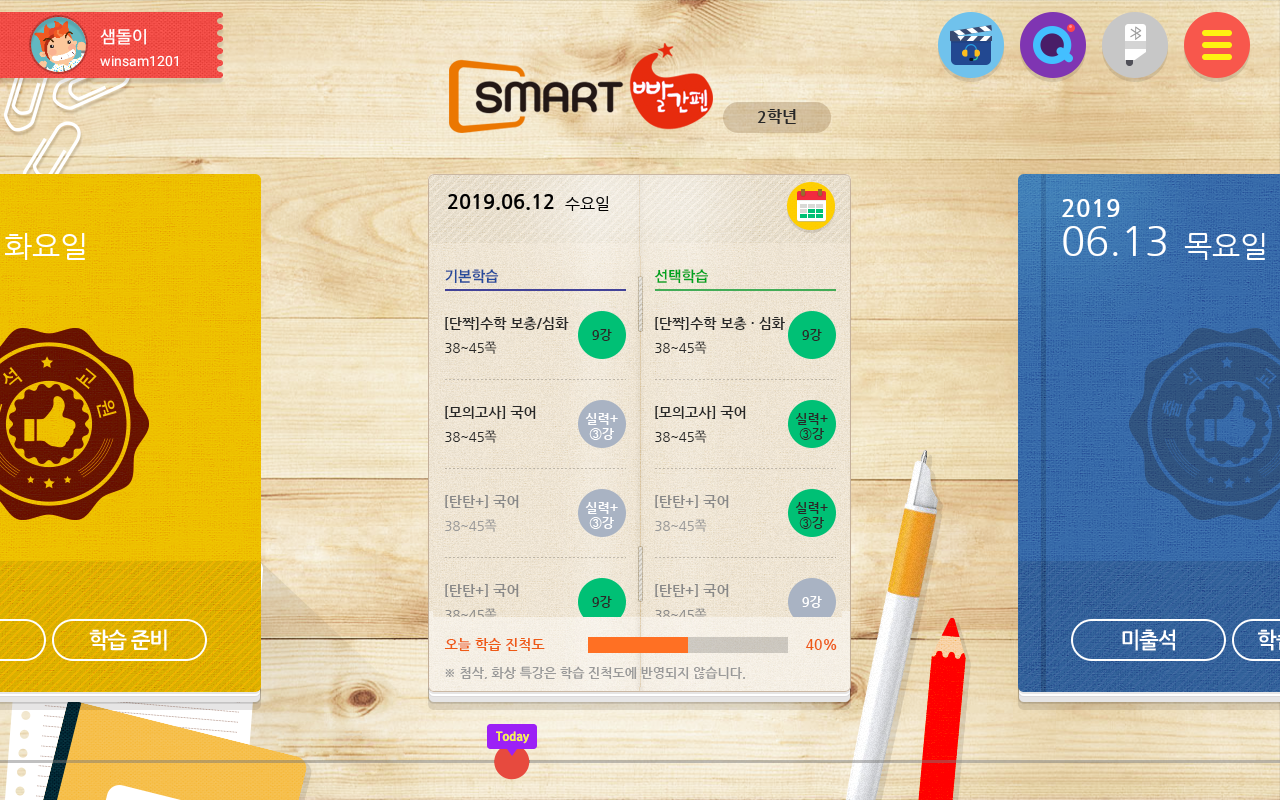 샘돌이
winsam1201
SMART 빨간펜
2학년
화요일
석 교 원
학습 준비
2019.06.12 수요일
기본학습
[단짝]수학 보충/심화
38~45쪽
9강
[모의고사] 국어
38~45쪽
실력+
③강
[탄탄+] 국어
38~45쪽
실력+
③강
[탄탄+] 국어
38~45쪽
9강
선택학습
[단짝]수학 보충 · 심화
38~45쪽
9강
[모의고사] 국어
38~45쪽
실력+
③강
[탄탄+] 국어
38~45쪽
실력+
③강
[탄탄+] 국어
38~45쪽
9강
오늘 학습 진척도
40%
※ 첨삭, 화상 특강은 학습 진척도에 반영되지 않습니다.
2019
06.13 목요일
출 석 교
미출석
학습
Today